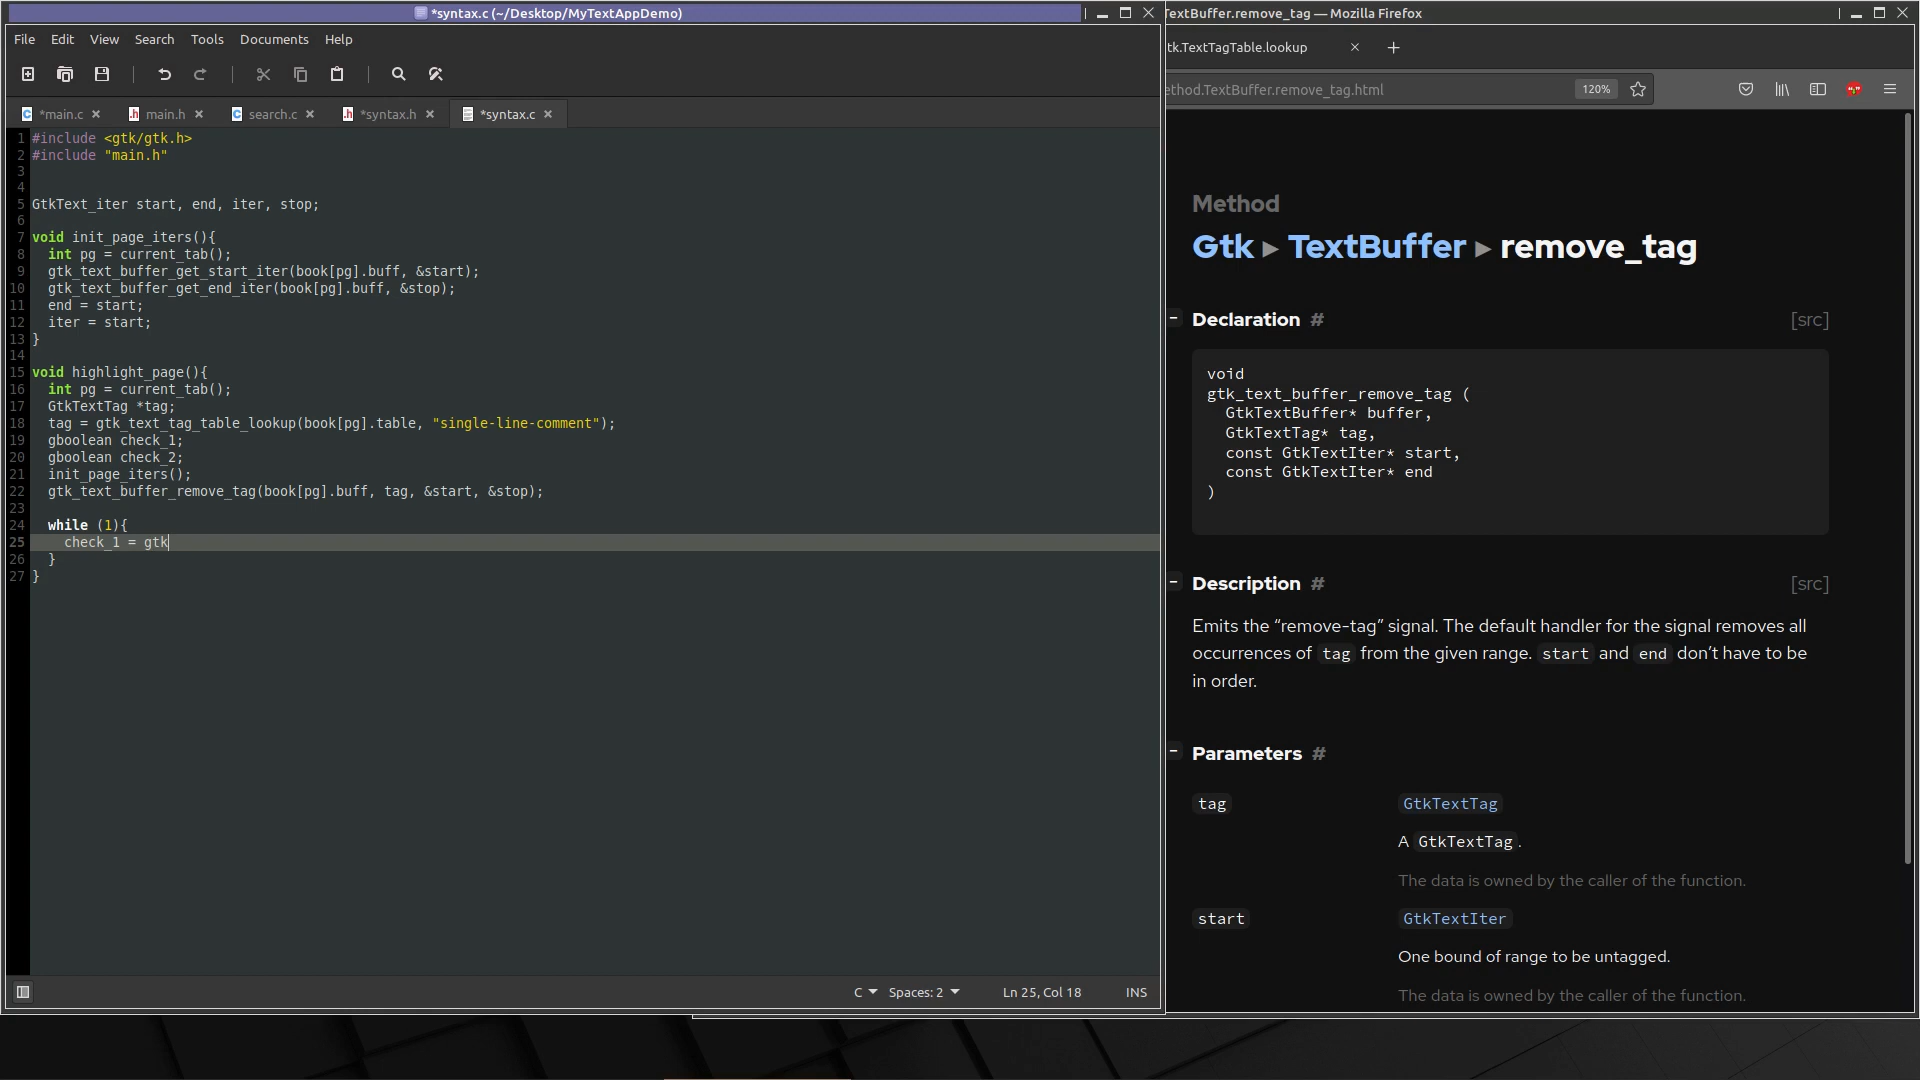 *syntax.c (~/Desktop/MyTextAppDemo)
File Edit View Search Tools Documents Help
*main.c
main.h
search.c
*syntax.h
*syntax.c
1 #include <gtk/gtk.h>
2 #include "main.h"
3
4
5 GtkText_iter start, end, iter, stop;
6
7 void init_page_iters(){
8 int pg = current_tab();
9 gtk_text_buffer_get_start_iter(book[pg].buff, &start);
10 gtk_text_buffer_get_end_iter(book[pg].buff, &stop);
11 end = start;
12 iter = start;
13 }
14
15 void highlight_page(){
16 int pg = current_tab();
17 GtkTextTag *tag;
18 tag = gtk_text_tag_table_lookup(book[pg].table, "single-line-comment");
19 gboolean check_1;
20 gboolean check_2;
21 init_page_iters();
22 gtk_text_buffer_remove_tag(book[pg].buff, tag, &start, &stop);
23
24 while (1){
25 check_1 = gtk
26 }
27 }
C Spaces: 2 Ln 25, Col 18 INS
TextBuffer.remove_tag — Mozilla Firefox
tk.TextTagTable.lookup
ethod.TextBuffer.remove_tag.html 120%
Method
Gtk ▸ TextBuffer ▸ remove_tag
− Declaration # [src]
void
gtk_text_buffer_remove_tag (
GtkTextBuffer* buffer,
GtkTextTag* tag,
const GtkTextIter* start,
const GtkTextIter* end
)
− Description # [src]
Emits the “remove-tag” signal. The default handler for the signal removes all
occurrences of tag from the given range. start and end don’t have to be
in order.
− Parameters #
tag GtkTextTag
A GtkTextTag.
The data is owned by the caller of the function.
start GtkTextIter
One bound of range to be untagged.
The data is owned by the caller of the function.